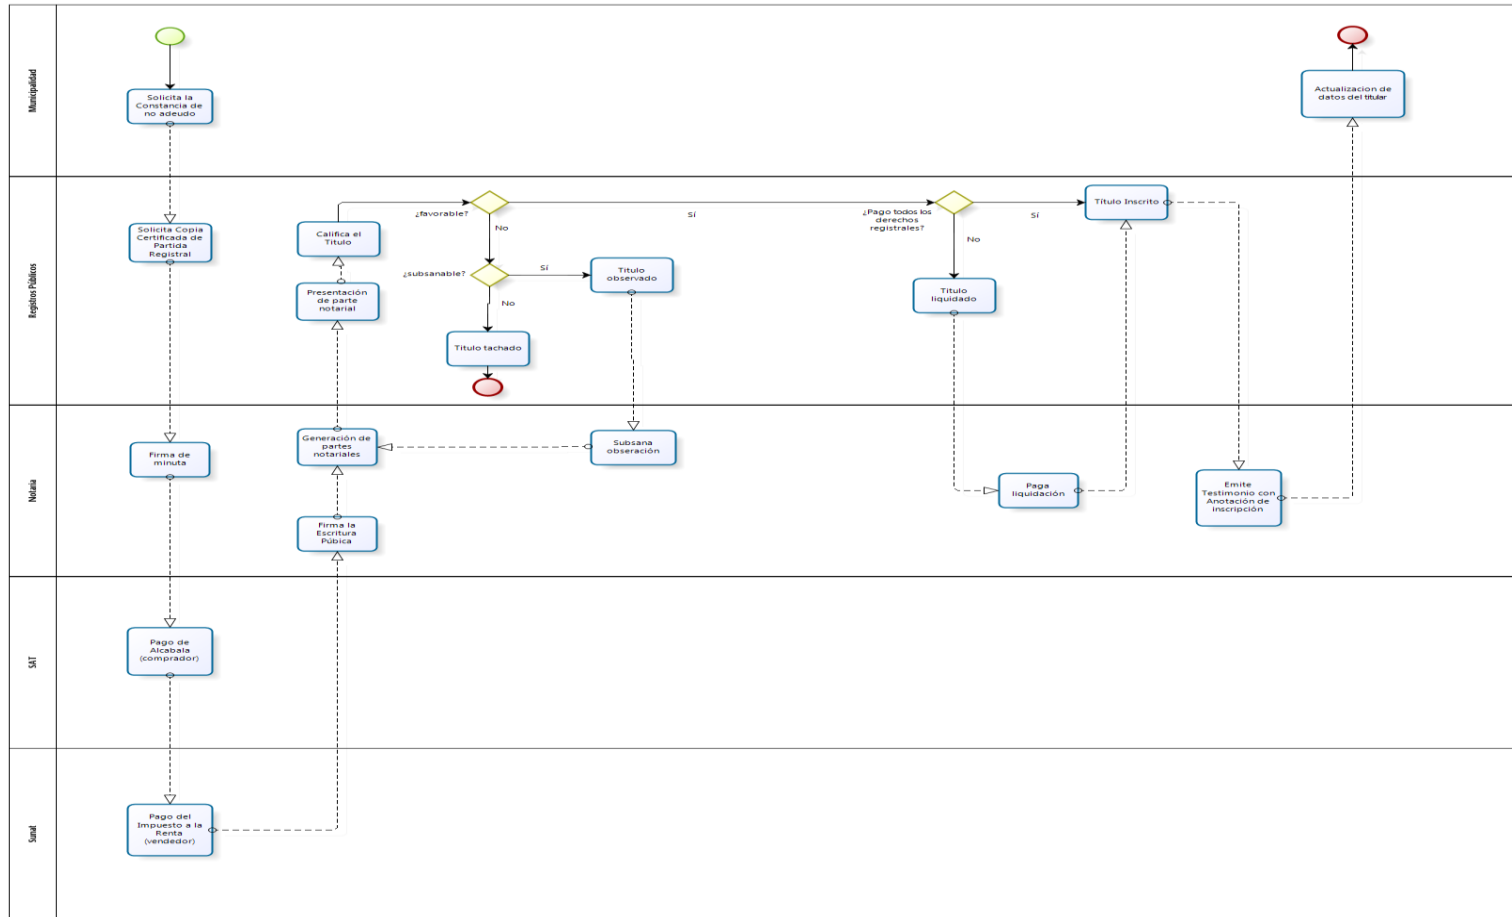 Municipalidad
Solicita la
Constancia de
no adeudo
Actualizacion de
datos del titular
Registros Públicos
Solicita Copia
Certificada de
Partida
Registral
Califica el
Titulo
Presentación
de parte
notarial
¿favorable?
No
Sí
¿subsanable?
Sí
No
Titulo
observado
Titulo tachado
¿Pago todos los
derechos
registrales?
Sí
No
Titulo
liquidado
Título Inscrito
Notaria
Firma de
minuta
Generación de
partes
notariales
Firma la
Escritura
Púbica
Subsana
obseración
Paga
liquidación
Emite
Testimonio con
Anotación de
inscripción
SAT
Pago de
Alcabala
(comprador)
Sunat
Pago del
Impuesto a la
Renta
(vendedor)